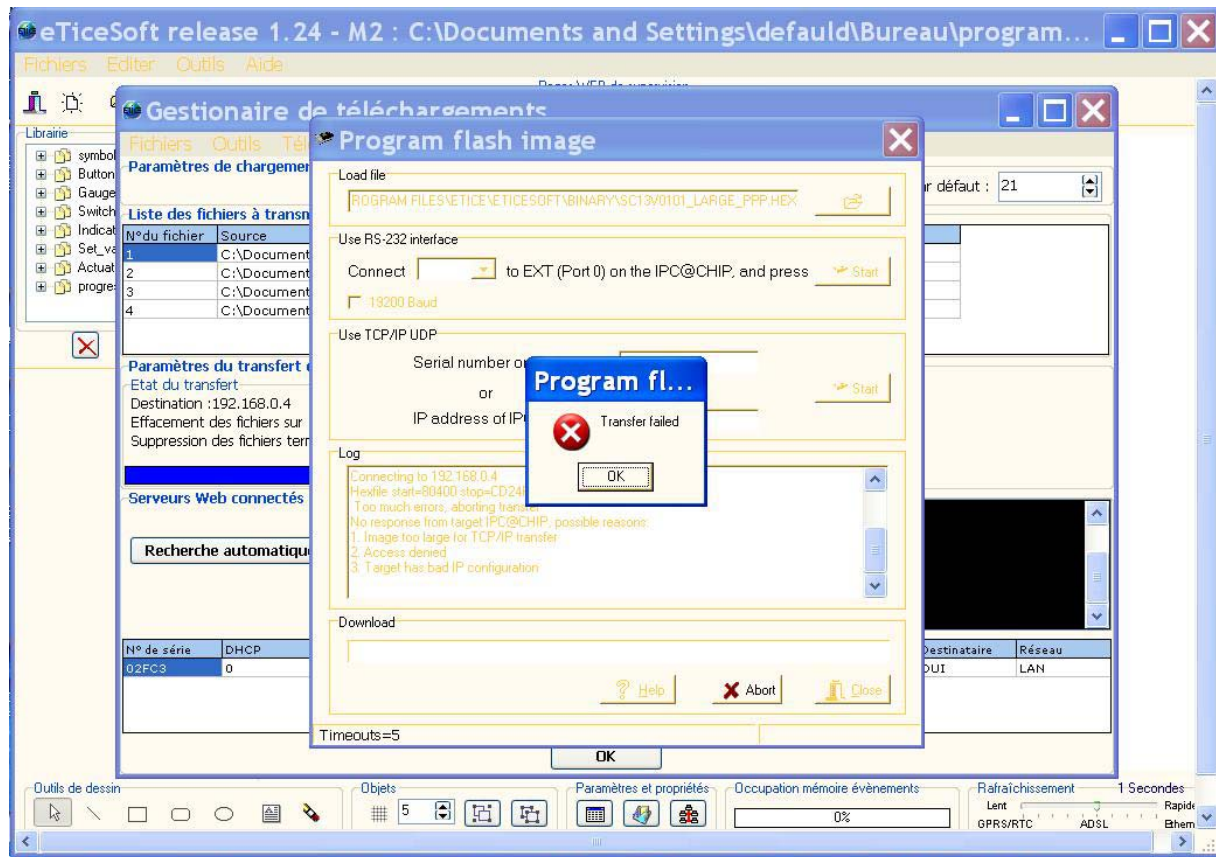 eTiceSoft release 1.24 - M2 : C:\Documents and Settings\defauld\Bureau\program...
Fichiers Editer Outils Aide
Gestionaire de téléchargements
Fichiers Outils
Program flash image
Librairie
symbol
Button
Gauge
Switch
Indicat
Set_va
Actuat
progre
Paramètres de chargemer
r défaut : 21
Liste des fichiers à transm
N°du fichier Source
1 C:\Document
2 C:\Document
3 C:\Document
4 C:\Document
Paramètres du transfert
Etat du transfert
Destination :192.168.0.4
Effacement des fichiers sur
Suppression des fichiers terr
Serveurs Web connectés
Recherche automatiqu
N° de série DHCP
02FC3 0
Destinataire Réseau
OUI LAN
OK
Load file
ROGRAM FILES\ETICE\ETICESOFT\BINARY\SC13V0101_LARGE_PPP.HEX
Use RS-232 interface
Connect to EXT (Port 0) on the IPC@CHIP, and press Start
19200 Baud
Use TCP/IP UDP
Serial number
or
Start
IP address of
Log
Connecting to 192.168.0.4
Hexfile start=80400 stop=CD24
Too much errors, aborting transfer
No response from target IPC@CHIP, possible reasons:
1. Image too large for TCP/IP transfer
2. Access denied
3. Target has bad IP configuration
Download
Help Abort Close
Timeouts=5
Program fl...
Transfer failed
OK
Outils de dessin
Objets
5
Paramètres et propriétés
Occupation mémoire évènements
0%
Rafraîchissement 1 Secondes
Lent Rapide
GPRS/RTC ADSL Ethern